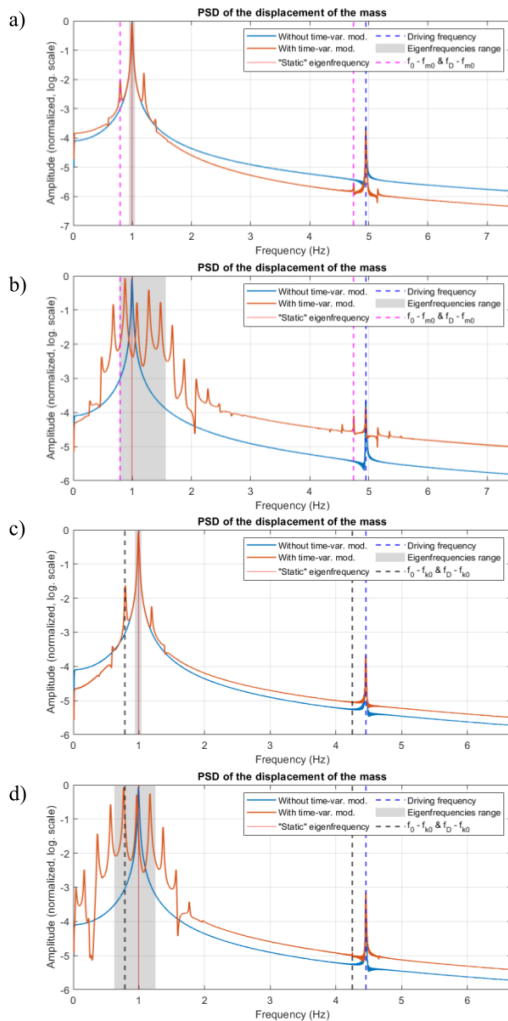 a)
PSD of the displacement of the mass
Amplitude (normalized, log. scale)
0
-1
-2
-3
-4
-5
-6
-7
Without time-var. mod.
With time-var. mod.
"Static" eigenfrequency
Driving frequency
Eigenfrequencies range
f0 - fm0 & fD - fm0
0 1 2 3 4 5 6 7
Frequency (Hz)
b)
PSD of the displacement of the mass
Amplitude (normalized, log. scale)
0
-1
-2
-3
-4
-5
-6
Without time-var. mod.
With time-var. mod.
"Static" eigenfrequency
Driving frequency
Eigenfrequencies range
f0 - fm0 & fD - fm0
0 1 2 3 4 5 6 7
Frequency (Hz)
c)
PSD of the displacement of the mass
Amplitude (normalized, log. scale)
0
-1
-2
-3
-4
-5
-6
Without time-var. mod.
With time-var. mod.
"Static" eigenfrequency
Driving frequency
Eigenfrequencies range
f0 - fk0 & fD - fk0
0 1 2 3 4 5 6
Frequency (Hz)
d)
PSD of the displacement of the mass
Amplitude (normalized, log. scale)
0
-1
-2
-3
-4
-5
-6
Without time-var. mod.
With time-var. mod.
"Static" eigenfrequency
Driving frequency
Eigenfrequencies range
f0 - fk0 & fD - fk0
0 1 2 3 4 5 6
Frequency (Hz)